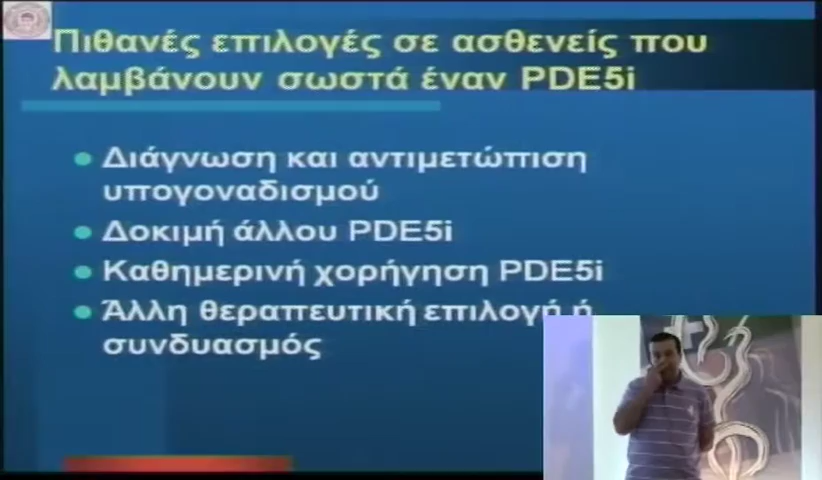 Πιθανές επιλογές σε ασθενείς που
λαμβάνουν σωστά έναν PDE5i
Διάγνωση και αντιμετώπιση
υπογοναδισμού
Δοκιμή άλλου PDE5i
Καθημερινή χορήγηση PDE5i
Άλλη θεραπευτική επιλογή ή
συνδυασμός